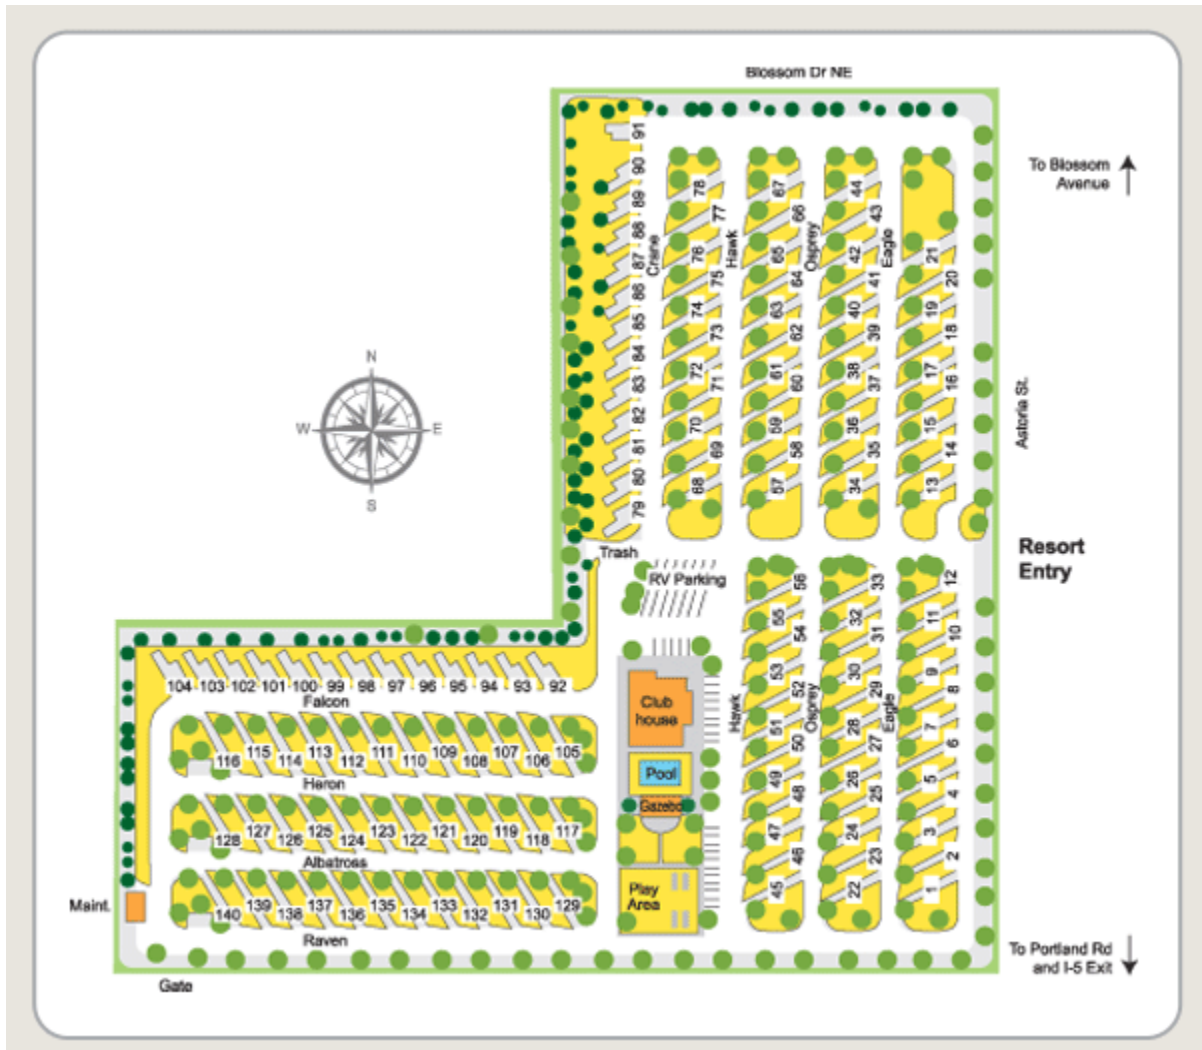 Blossom Dr NE
To Blossom
Avenue
91
90
89
88
87
86
85
84
83
82
81
80
79
Crane
78
77
76
75
74
73
72
71
70
69
68
Hawk
67
66
65
64
63
62
61
60
59
58
57
Osprey
44
43
42
41
40
39
38
37
36
35
34
Eagle
21
20
19
18
17
16
15
14
13
Astoria St.
N
W
E
S
Resort
Entry
Trash
RV Parking
Club
house
Pool
Gazebo
Play
Area
Hawk
56
55
54
53
52
51
50
49
48
47
46
45
Osprey
33
32
31
30
29
28
27
26
25
24
23
22
Eagle
12
11
10
9
8
7
6
5
4
3
2
1
104 103 102 101 100 99 98 97 96 95 94 93 92
Falcon
116 115 114 113 112 111 110 109 108 107 106 105
Heron
128 127 126 125 124 123 122 121 120 119 118 117
Albatross
140 139 138 137 136 135 134 133 132 131 130 129
Raven
Maint.
Gate
To Portland Rd
and I-5 Exit